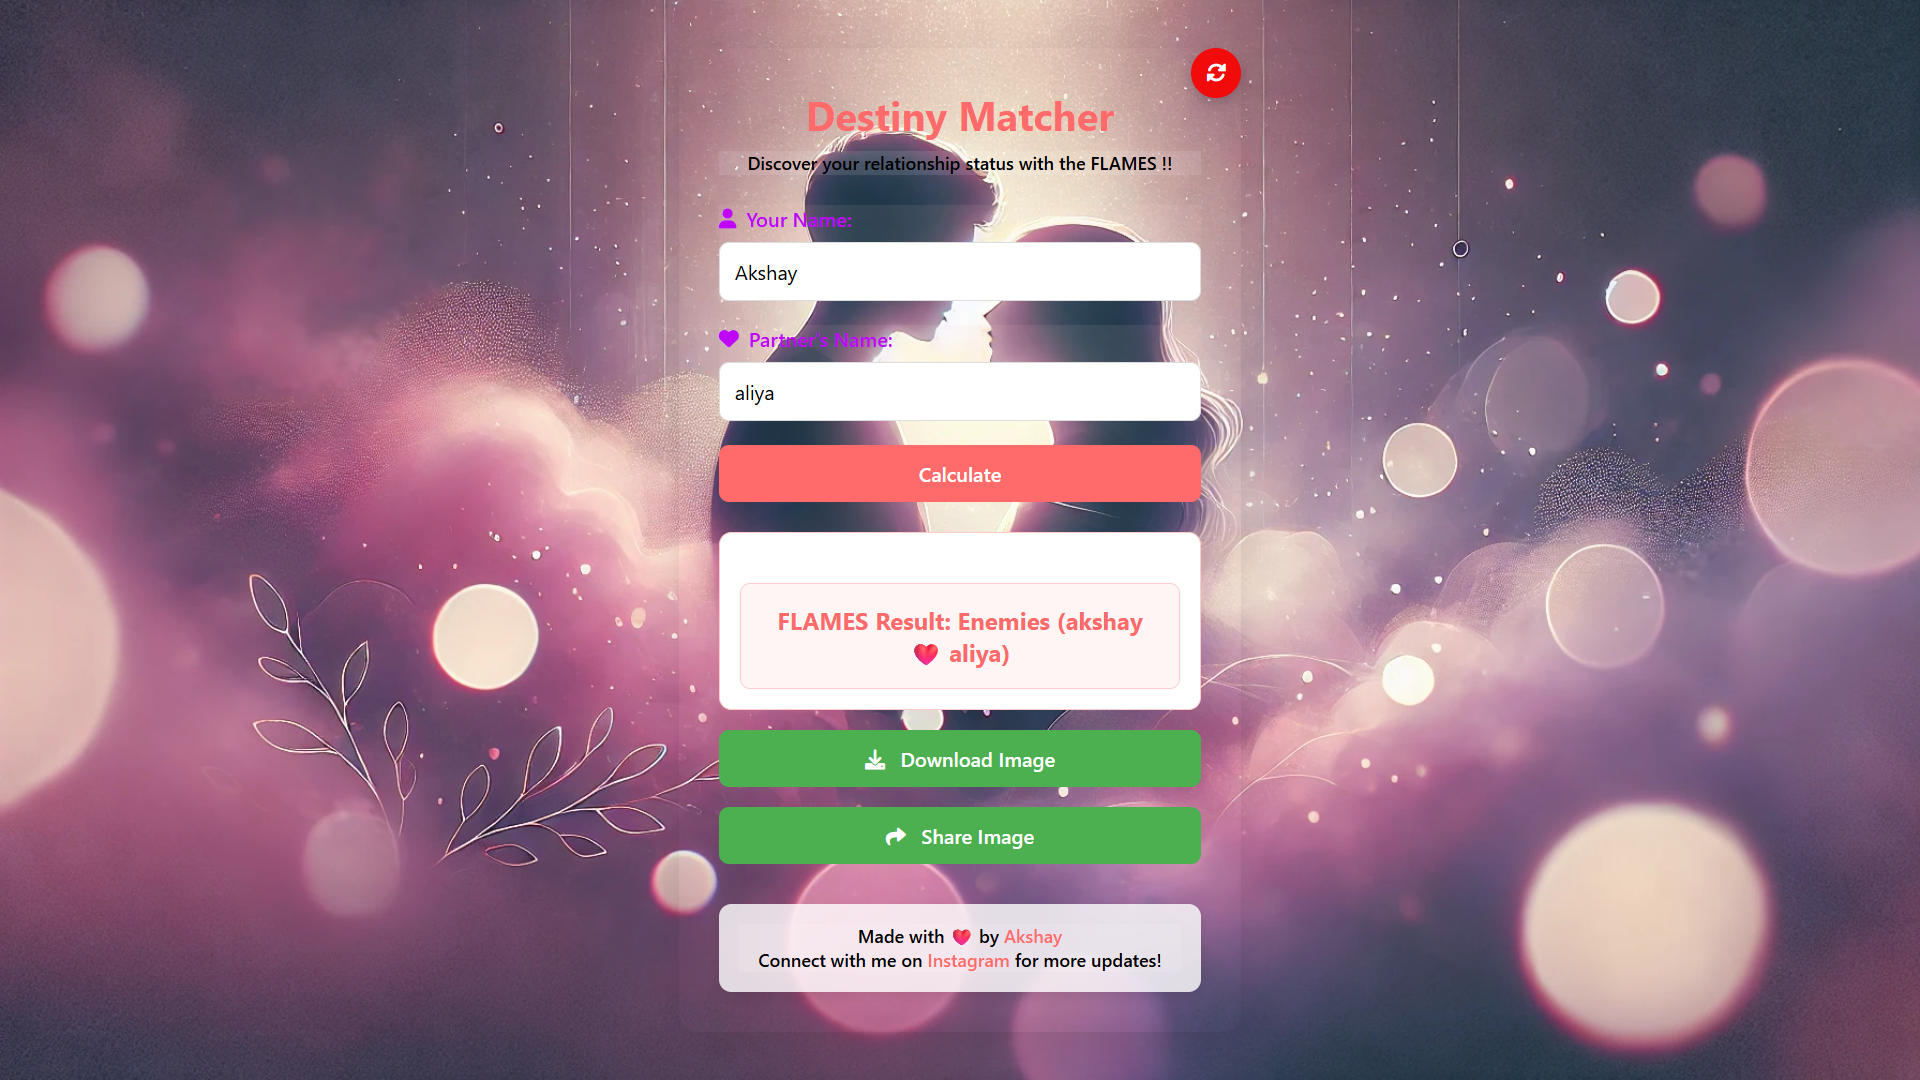 Destiny Matcher
Discover your relationship status with the FLAMES !!
Your Name:
Akshay
Partner's Name:
aliya
Calculate
FLAMES Result: Enemies (akshay
❤️ aliya)
Download Image
Share Image
Made with ❤️ by Akshay
Connect with me on Instagram for more updates!